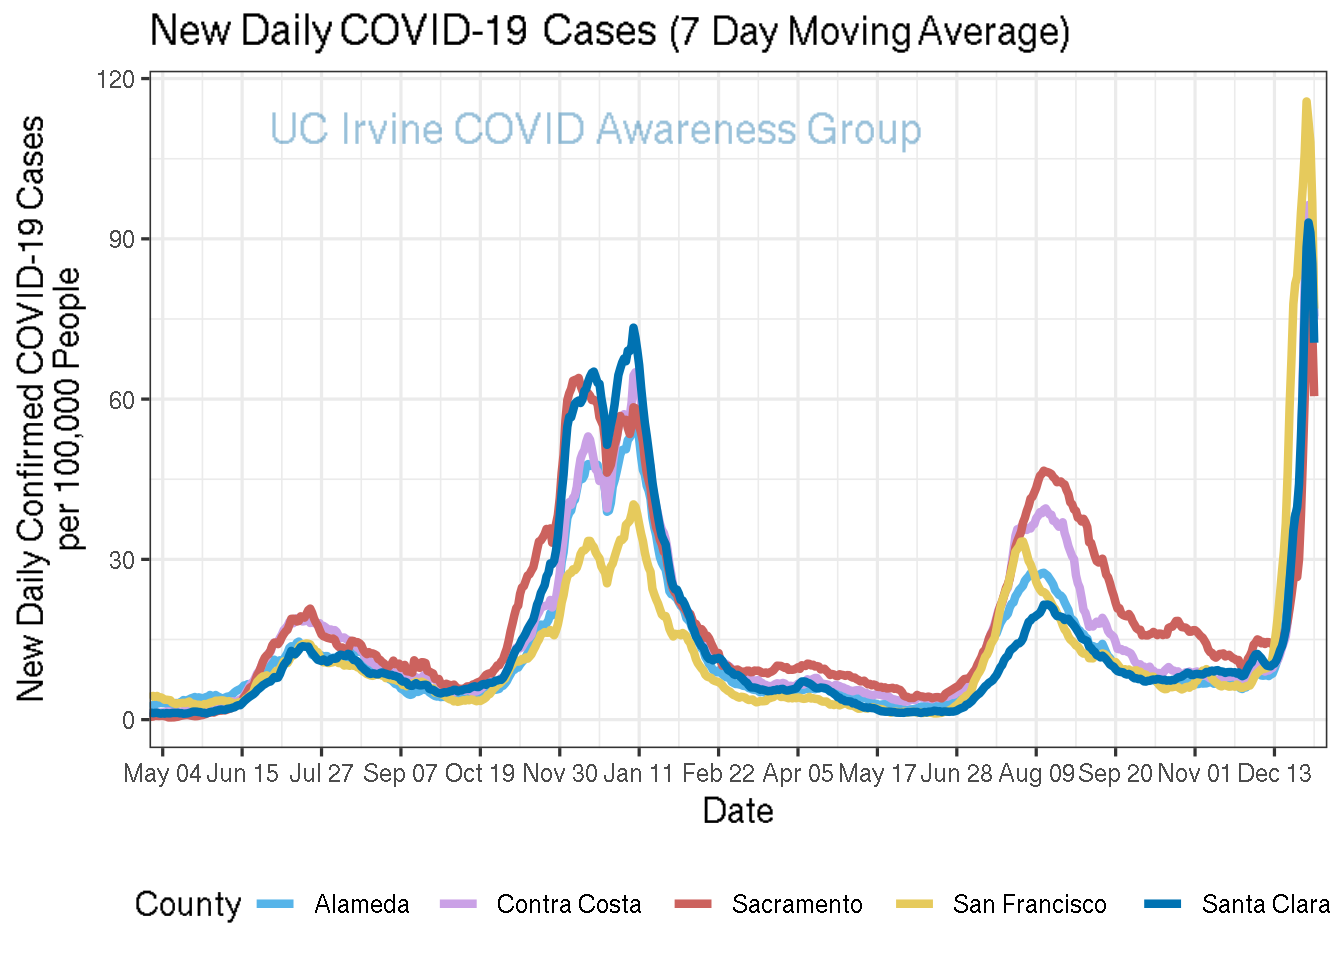 New Daily COVID-19 Cases (7 Day Moving Average)
UC Irvine COVID Awareness Group
New Daily Confirmed COVID-19 Cases
per 100,000 People
120
90
60
30
0
May 04 Jun 15 Jul 27 Sep 07 Oct 19 Nov 30 Jan 11 Feb 22 Apr 05 May 17 Jun 28 Aug 09 Sep 20 Nov 01 Dec 13
Date
County Alameda Contra Costa Sacramento San Francisco Santa Clara